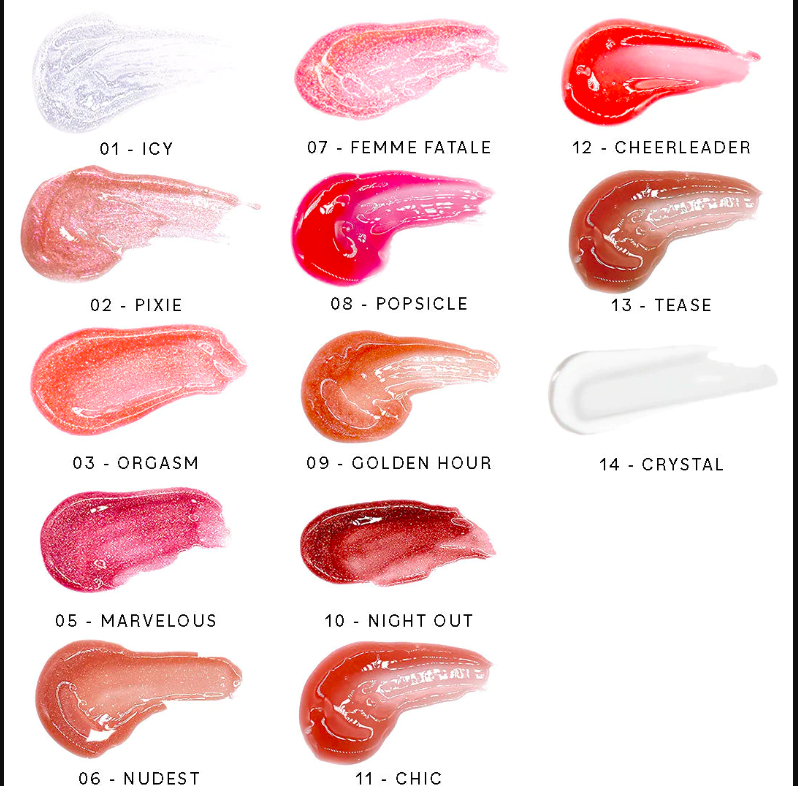 01 - ICY
07 - FEMME FATALE
12 - CHEERLEADER
02 - PIXIE
08 - POPSICLE
13 - TEASE
03 - ORGASM
09 - GOLDEN HOUR
14 - CRYSTAL
05 - MARVELOUS
10 - NIGHT OUT
06 - NUDEST
11 - CHIC